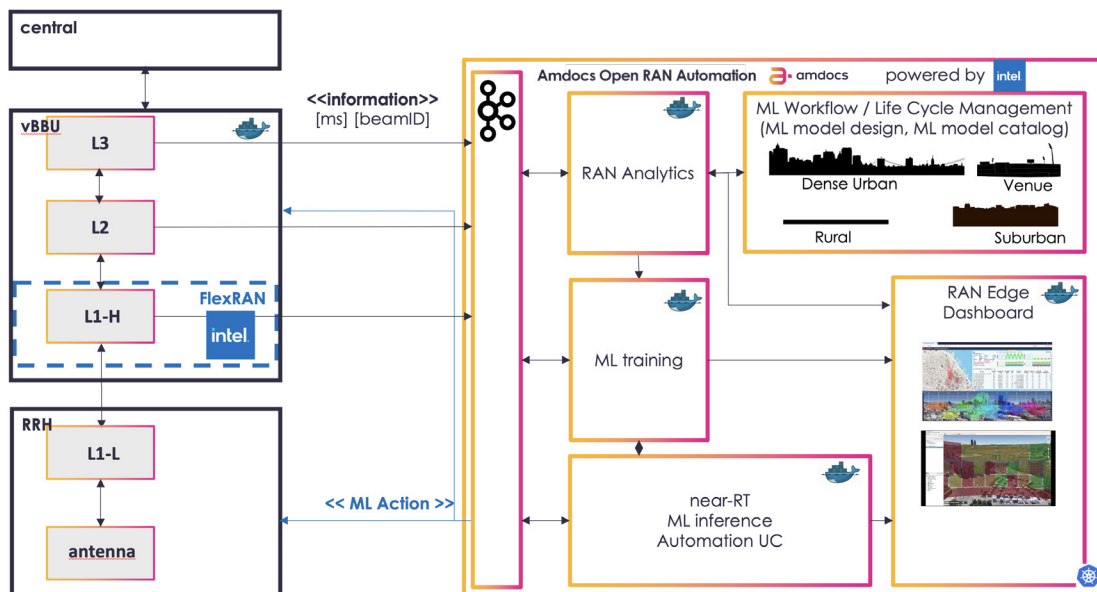 central
vBBU
L3
L2
FlexRAN
L1-H
intel
RRH
L1-L
antenna
<<information>>
[ms] [beamID]
<< ML Action >>
Amdocs Open RAN Automation
amdocs
powered by
intel
RAN Analytics
ML training
near-RT
ML inference
Automation UC
ML Workflow / Life Cycle Management
(ML model design, ML model catalog)
Dense Urban
Venue
Rural
Suburban
RAN Edge
Dashboard